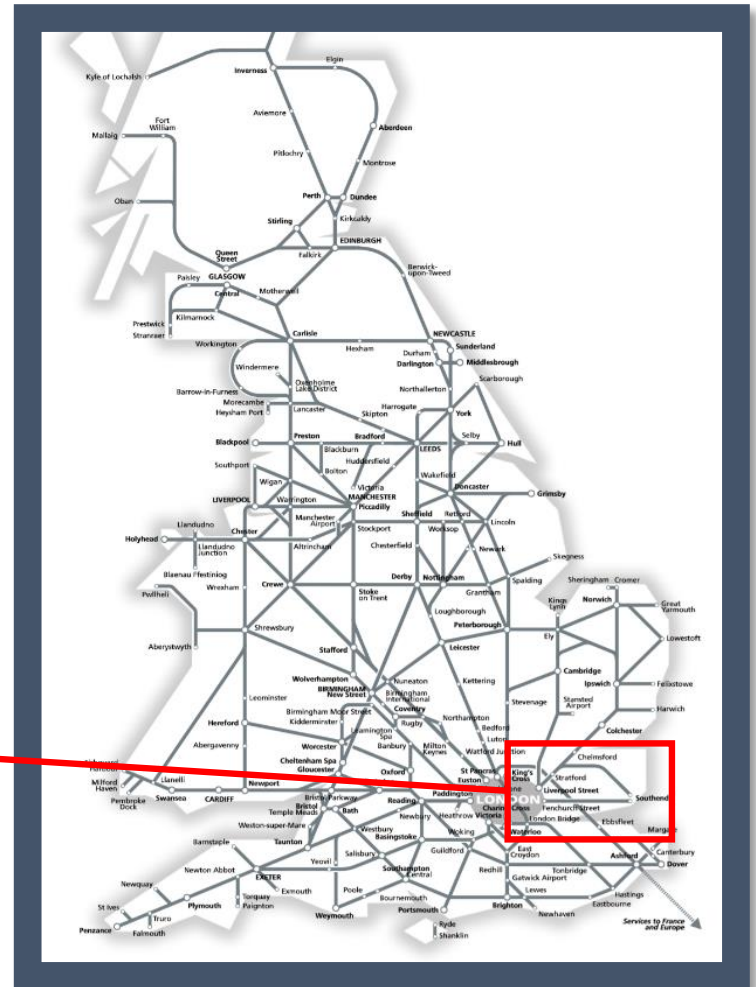 Elgin
Inverness
Kyle of Lochalsh
Aviemore
Fort
William
Aberdeen
Mallaig
Pitlochry
Montrose
Perth
Dundee
Oban
Stirling
Kirkcaldy
EDINBURGH
Queen
Street
Falkirk
Berwick-
upon-Tweed
Paisley
GLASGOW
Central
Motherwell
Prestwick
Kilmarnock
Stranraer
Carlisle
NEWCASTLE
Workington
Hexham
Durham
Sunderland
Darlington
Middlesbrough
Windermere
Scarborough
Oxenholme
Lake District
Northallerton
Barrow-in-Furness
Morecambe
Lancaster
Harrogate
York
Heysham Port
Skipton
Blackpool
Preston
Bradford
Selby
Hull
Blackburn
LEEDS
Southport
Huddersfield
Bolton
Wakefield
Wigan
Victoria
Doncaster
Grimsby
LIVERPOOL
Warrington
MANCHESTER
Piccadilly
Sheffield
Retford
Lincoln
Llandudno
Manchester
Airport
Stockport
Worksop
Holyhead
Chester
Llandudno
Junction
Altrincham
Chesterfield
Newark
Skegness
Blaenau Ffestiniog
Wrexham
Crewe
Stoke
on Trent
Derby
Nottingham
Grantham
Spalding
Sheringham
Cromer
Pwllheli
Kings
Lynn
Norwich
Great
Yarmouth
Loughborough
Shrewsbury
Peterborough
Ely
Lowestoft
Aberystwyth
Stafford
Leicester
Wolverhampton
Nuneaton
Kettering
Cambridge
Ipswich
Felixstowe
BIRMINGHAM
New Street
Birmingham
International
Leominster
Stevenage
Stansted
Airport
Harwich
Birmingham Moor Street
Coventry
Kidderminster
Rugby
Northampton
Colchester
Hereford
Leamington
Spa
Bedford
Worcester
Banbury
Milton
Keynes
Luton
Abergavenny
Cheltenham Spa
Watford Junction
Chelmsford
Gloucester
Oxford
St Pancras
King's
Cross
Stratford
Euston
Liverpool Street
Milford
Haven
Llanelli
Newport
Paddington
LONDON
Southend
Pembroke
Dock
Swansea
CARDIFF
Bristol Parkway
Reading
Fenchurch Street
Bristol
Temple Meads
Bath
Newbury
Heathrow
Victoria
London Bridge
Ebbsfleet
Weston-super-Mare
Westbury
Basingstoke
Woking
Waterloo
Margate
Barnstaple
Taunton
Salisbury
Guildford
East
Croydon
Canterbury
Newton Abbot
Yeovil
Southampton
Central
Redhill
Tonbridge
Ashford
Dover
EXETER
Gatwick Airport
Newquay
Exmouth
Poole
Bournemouth
Lewes
Hastings
Torquay
Paignton
Eastbourne
St Ives
Plymouth
Weymouth
Portsmouth
Brighton
Newhaven
Truro
Ryde
Penzance
Falmouth
Shanklin
Services to France
and Europe